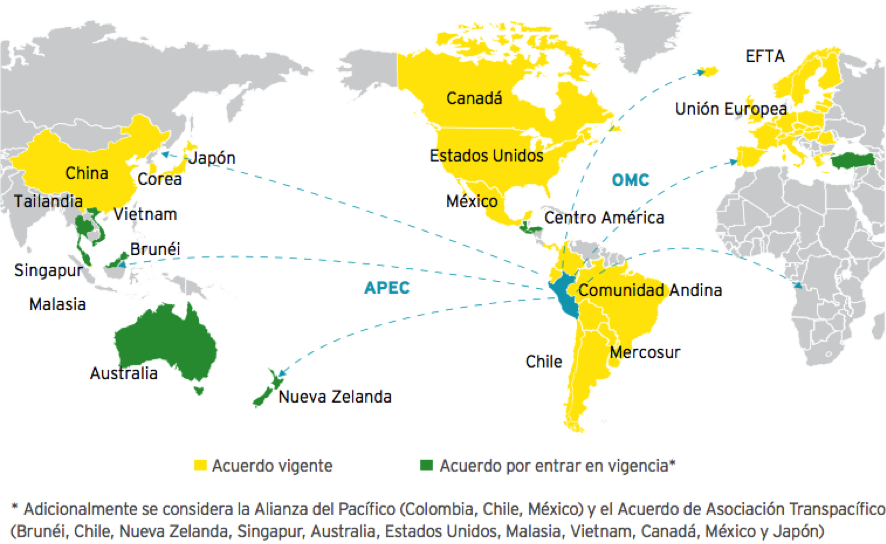 EFTA
Canadá
Unión Europea
Estados Unidos
Japón
China
Corea
OMC
Tailandia
México
Vietnam
Centro América
Brunéi
Singapur
APEC
Comunidad Andina
Malasia
Chile
Mercosur
Australia
Nueva Zelanda
Acuerdo vigente
Acuerdo por entrar en vigencia*
* Adicionalmente se considera la Alianza del Pacífico (Colombia, Chile, México) y el Acuerdo de Asociación Transpacífico
(Brunéi, Chile, Nueva Zelanda, Singapur, Australia, Estados Unidos, Malasia, Vietnam, Canadá, México y Japón)